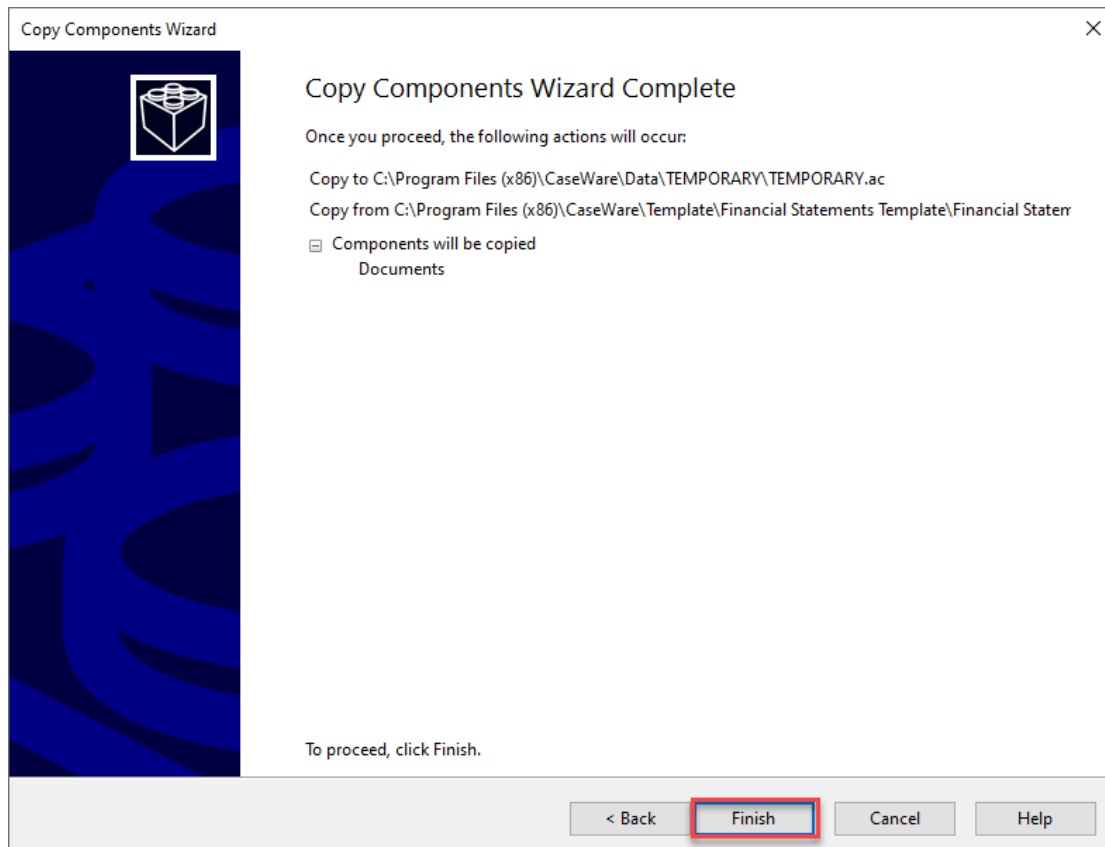 Copy Components Wizard
Copy Components Wizard Complete
Once you proceed, the following actions will occur:
Copy to C:\Program Files (x86)\CaseWare\Data\TEMPORARY\TEMPORARY.ac
Copy from C:\Program Files (x86)\CaseWare\Template\Financial Statements Template\Financial Statem
Components will be copied
Documents
To proceed, click Finish.
< Back Finish Cancel Help